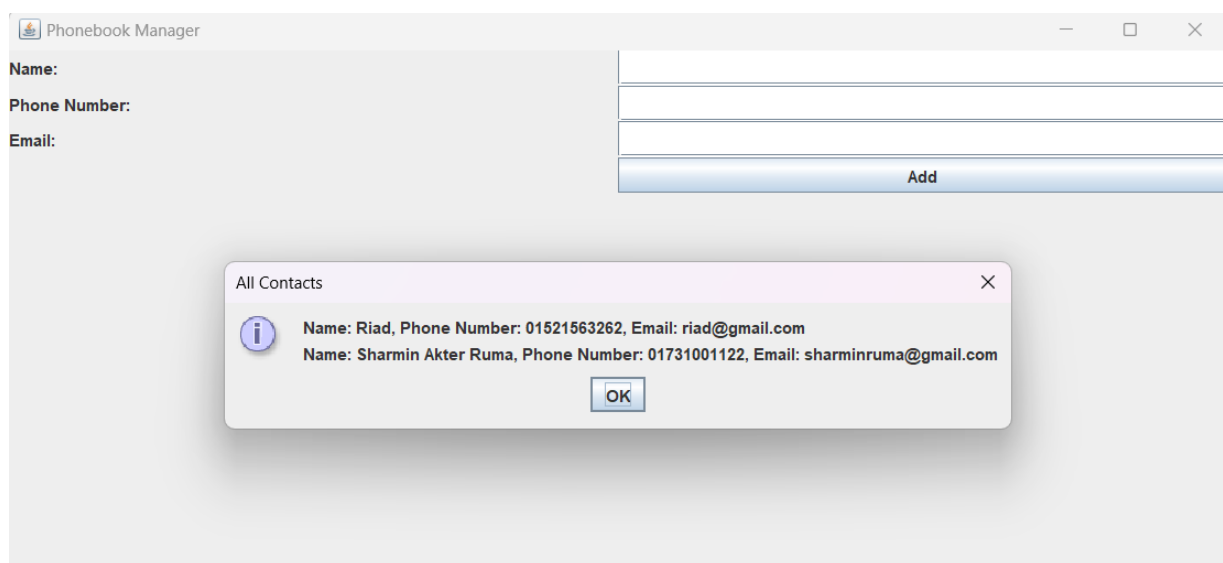 Phonebook Manager
Name:
Phone Number:
Email:
Add
All Contacts
Name: Riad, Phone Number: 01521563262, Email: riad@gmail.com
Name: Sharmin Akter Ruma, Phone Number: 01731001122, Email: sharminruma@gmail.com
OK